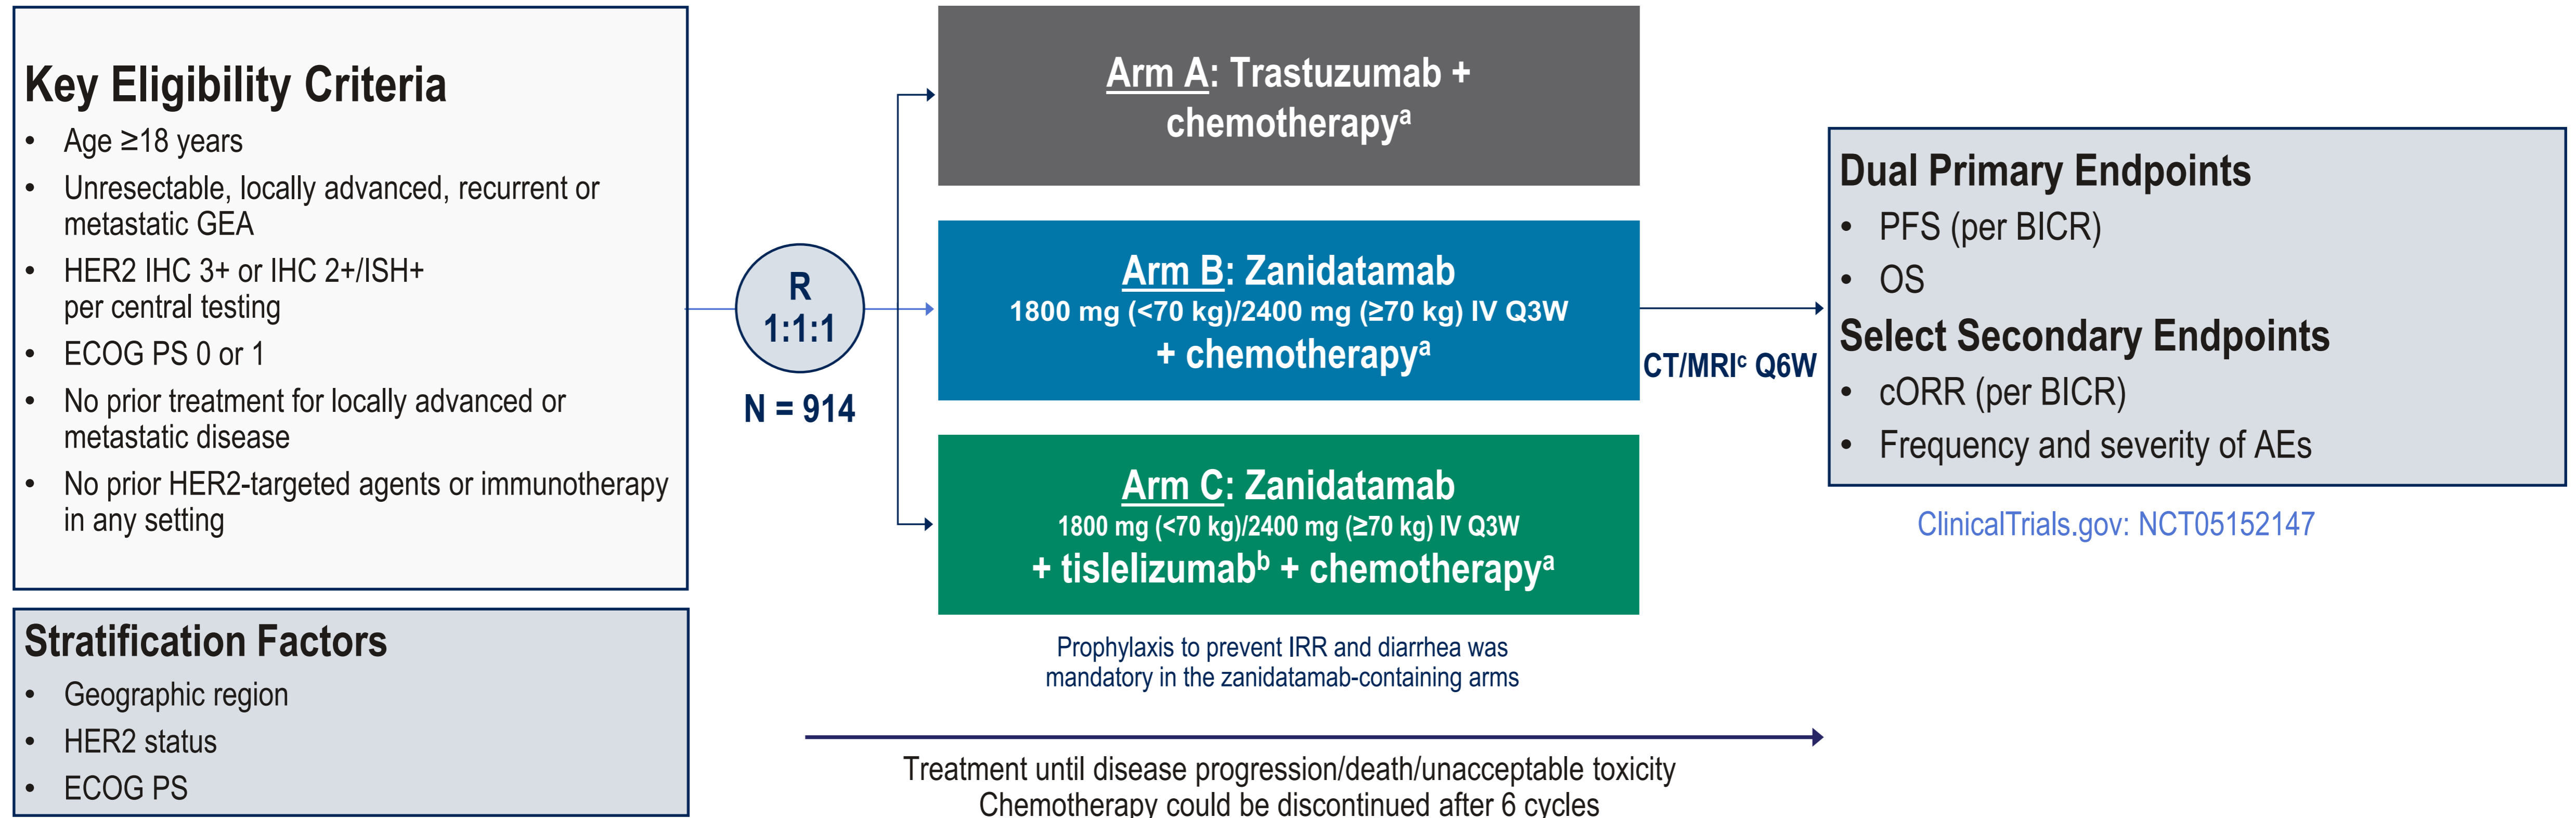 Key Eligibility Criteria
• Age ≥18 years
• Unresectable, locally advanced, recurrent or
metastatic GEA
• HER2 IHC 3+ or IHC 2+/ISH+
per central testing
• ECOG PS 0 or 1
• No prior treatment for locally advanced or
metastatic disease
• No prior HER2-targeted agents or immunotherapy
in any setting
Stratification Factors
• Geographic region
• HER2 status
• ECOG PS
R
1:1:1
N = 914
Arm A: Trastuzumab +
chemotherapyᵃ
Arm B: Zanidatamab
1800 mg (<70 kg)/2400 mg (≥70 kg) IV Q3W
+ chemotherapyᵃ
Arm C: Zanidatamab
1800 mg (<70 kg)/2400 mg (≥70 kg) IV Q3W
+ tislelizumabᵇ + chemotherapyᵃ
Prophylaxis to prevent IRR and diarrhea was
mandatory in the zanidatamab-containing arms
Treatment until disease progression/death/unacceptable toxicity
Chemotherapy could be discontinued after 6 cycles
CT/MRIᶜ Q6W
Dual Primary Endpoints
• PFS (per BICR)
• OS
Select Secondary Endpoints
• cORR (per BICR)
• Frequency and severity of AEs
ClinicalTrials.gov: NCT05152147